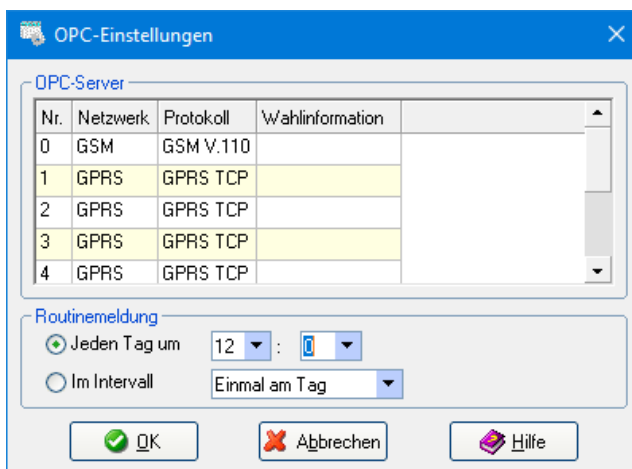 OPC-Einstellungen
OPC-Server
Nr. Netzwerk Protokoll Wahlinformation
0 GSM GSM V.110
1 GPRS GPRS TCP
2 GPRS GPRS TCP
3 GPRS GPRS TCP
4 GPRS GPRS TCP
Routinemeldung
Jeden Tag um 12 : 0
Im Intervall Einmal am Tag
OK Abbrechen Hilfe